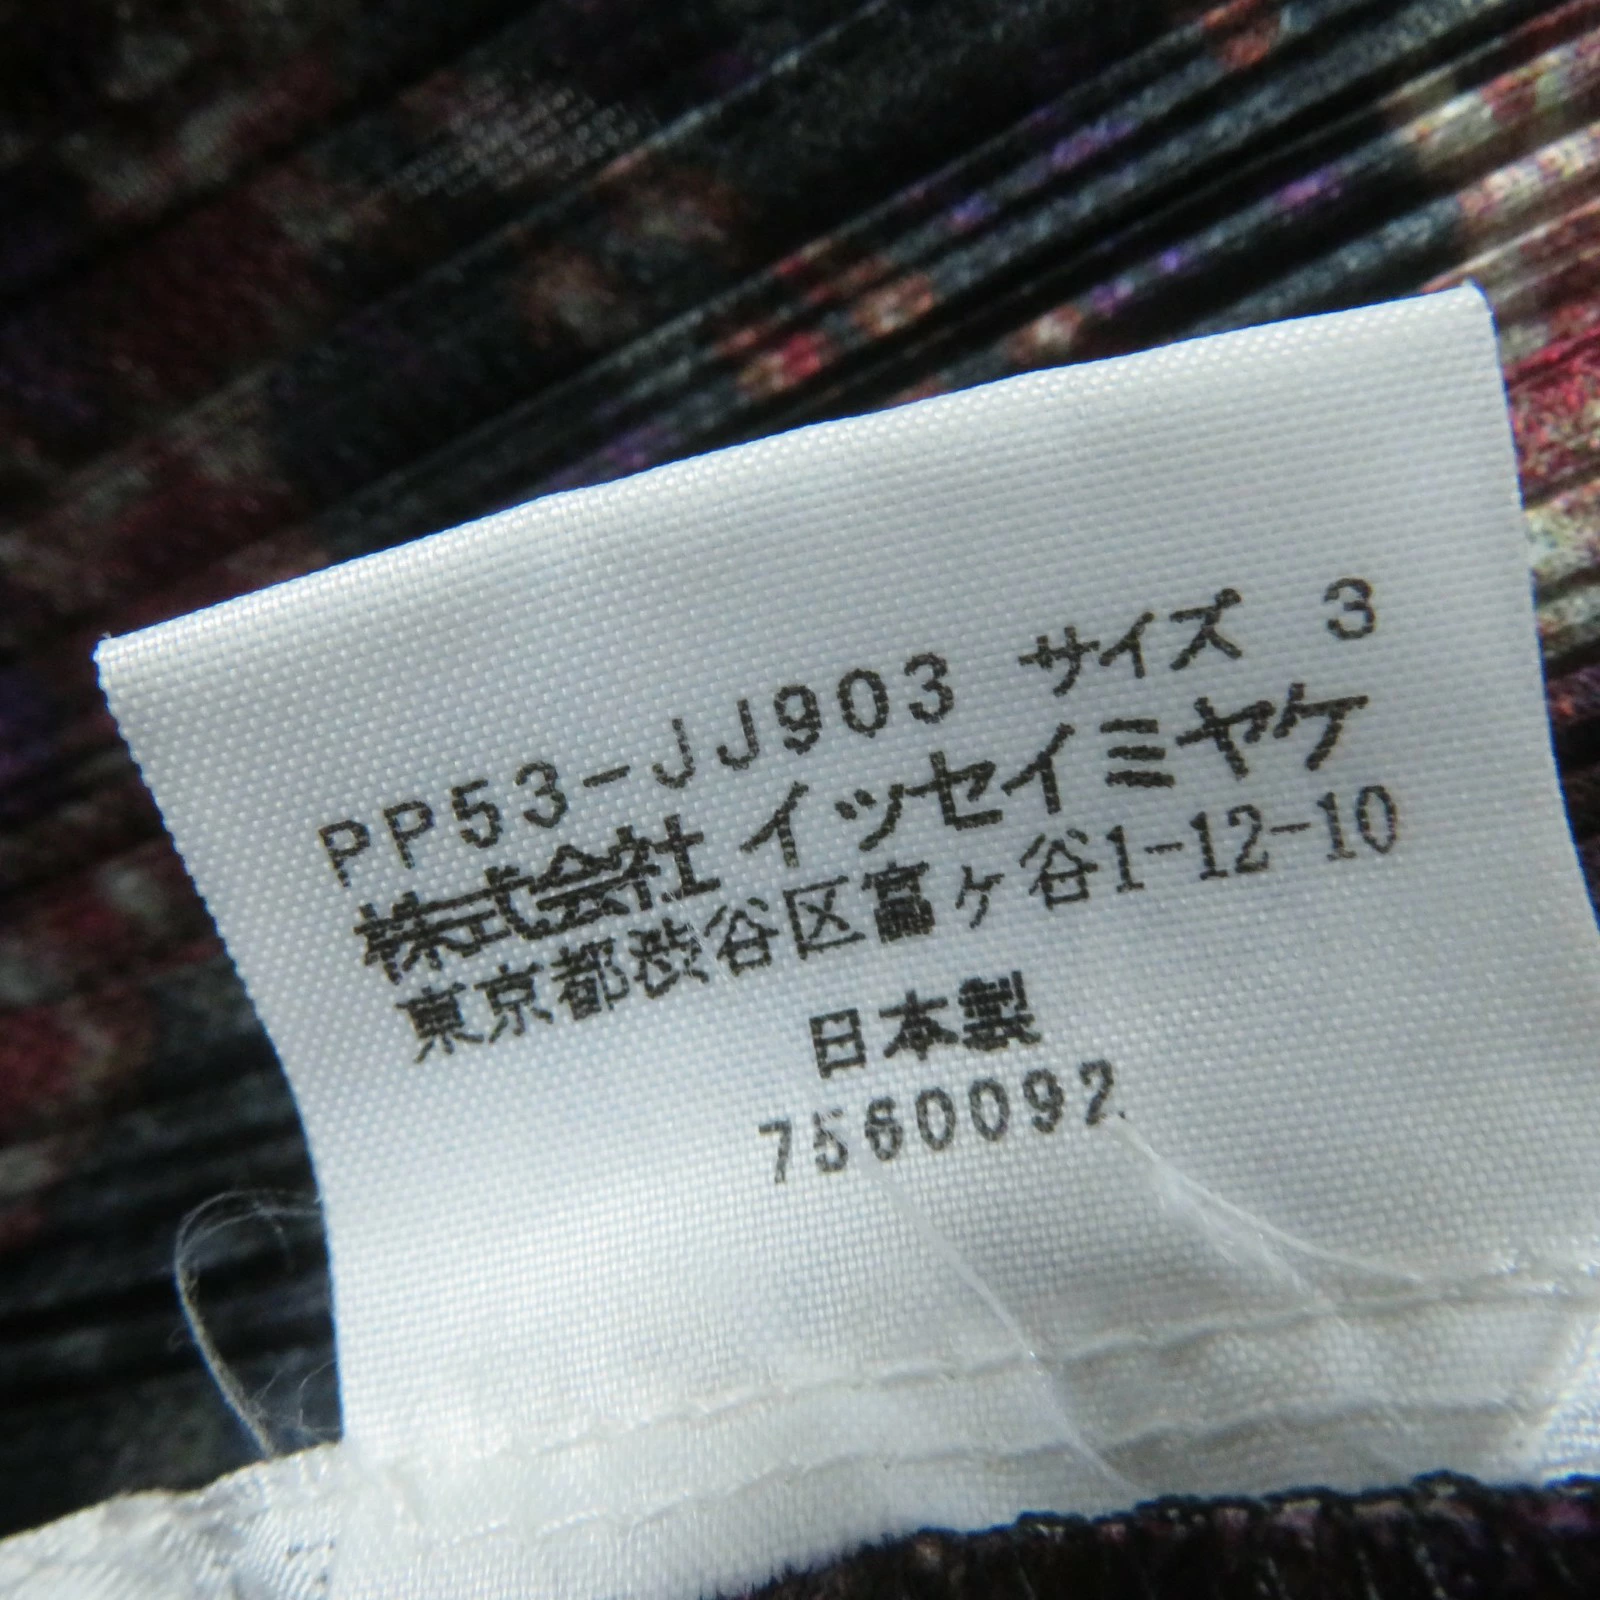 PP53-JJ903 サイズ 3
株式会社 イッセイミヤケ
東京都渋谷区富ヶ谷1-12-10
日本製
7560092